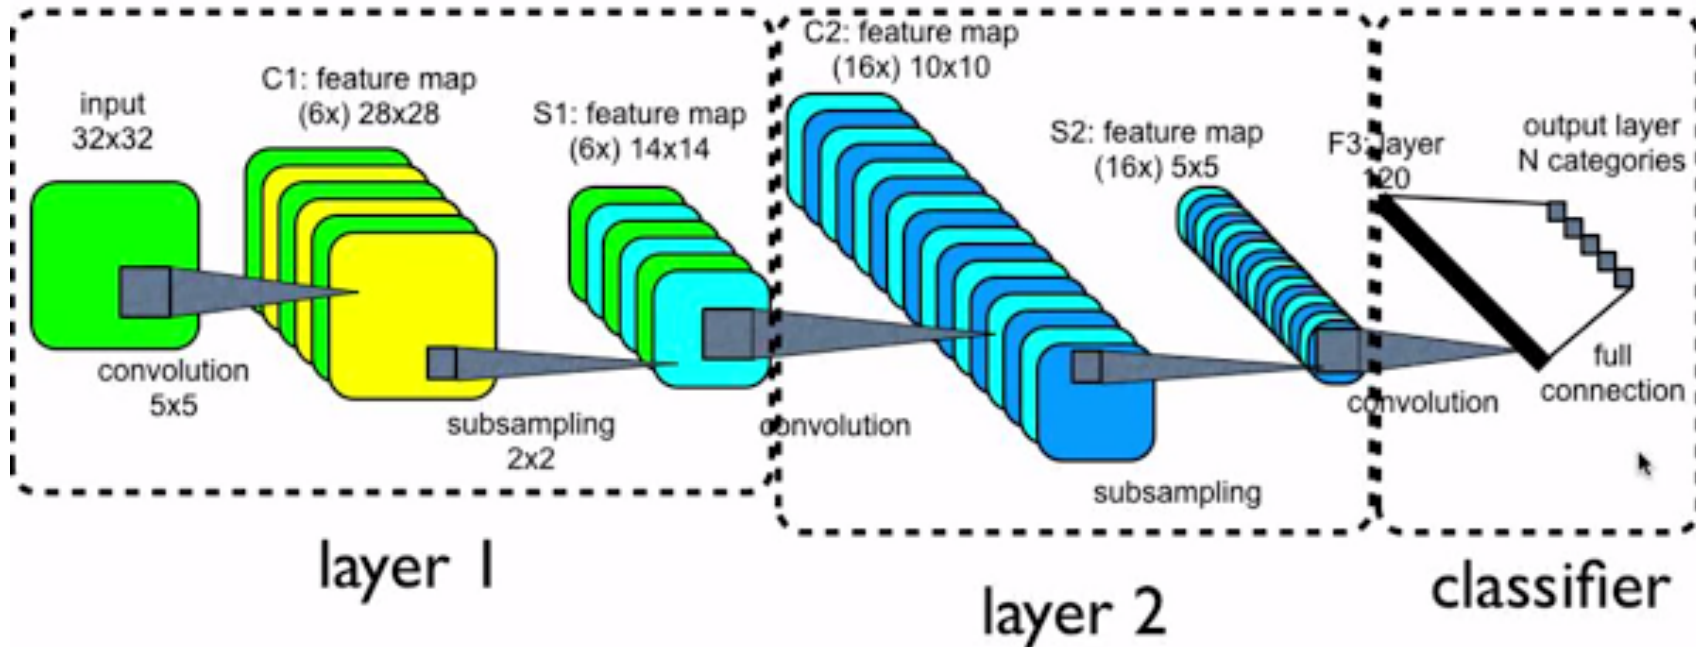 input
32x32
C1: feature map
(6x) 28x28
S1: feature map
(6x) 14x14
convolution
5x5
subsampling
2x2
layer 1
C2: feature map
(16x) 10x10
S2: feature map
(16x) 5x5
convolution
subsampling
layer 2
F3: layer
120
output layer
N categories
convolution
full
connection
classifier